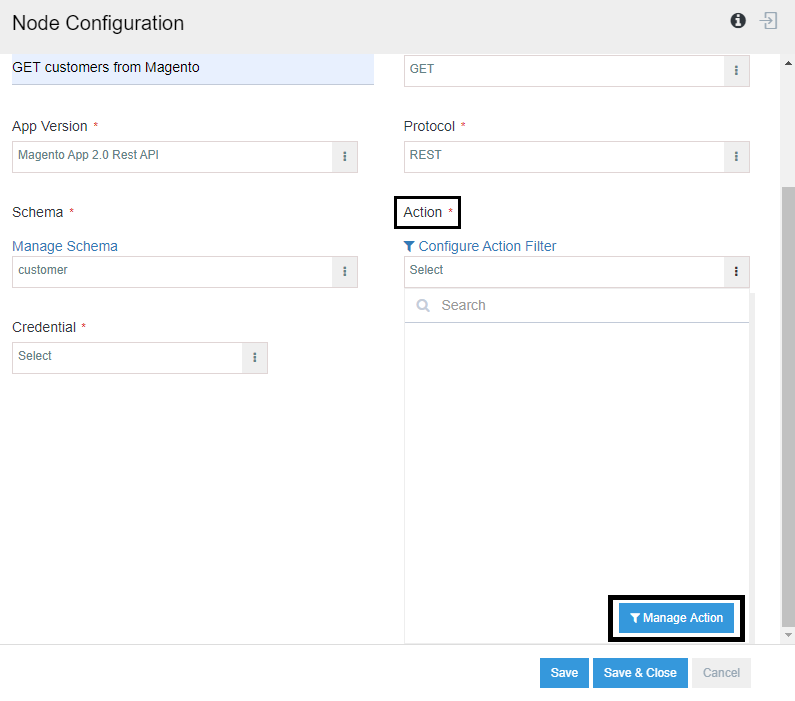 Node Configuration
GET customers from Magento
GET
App Version *
Protocol *
Magento App 2.0 Rest API
REST
Schema *
Action *
Manage Schema
Configure Action Filter
customer
Select
Search
Credential *
Select
Manage Action
Save
Save & Close
Cancel